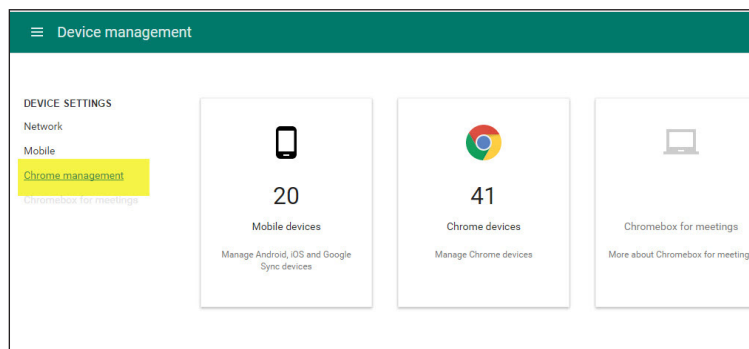 Device management
DEVICE SETTINGS
Network
Mobile
Chrome management
Chromebox for meetings
20
Mobile devices
Manage Android, iOS and Google
Sync devices
41
Chrome devices
Manage Chrome devices
Chromebox for meetings
More about Chromebox for meeting